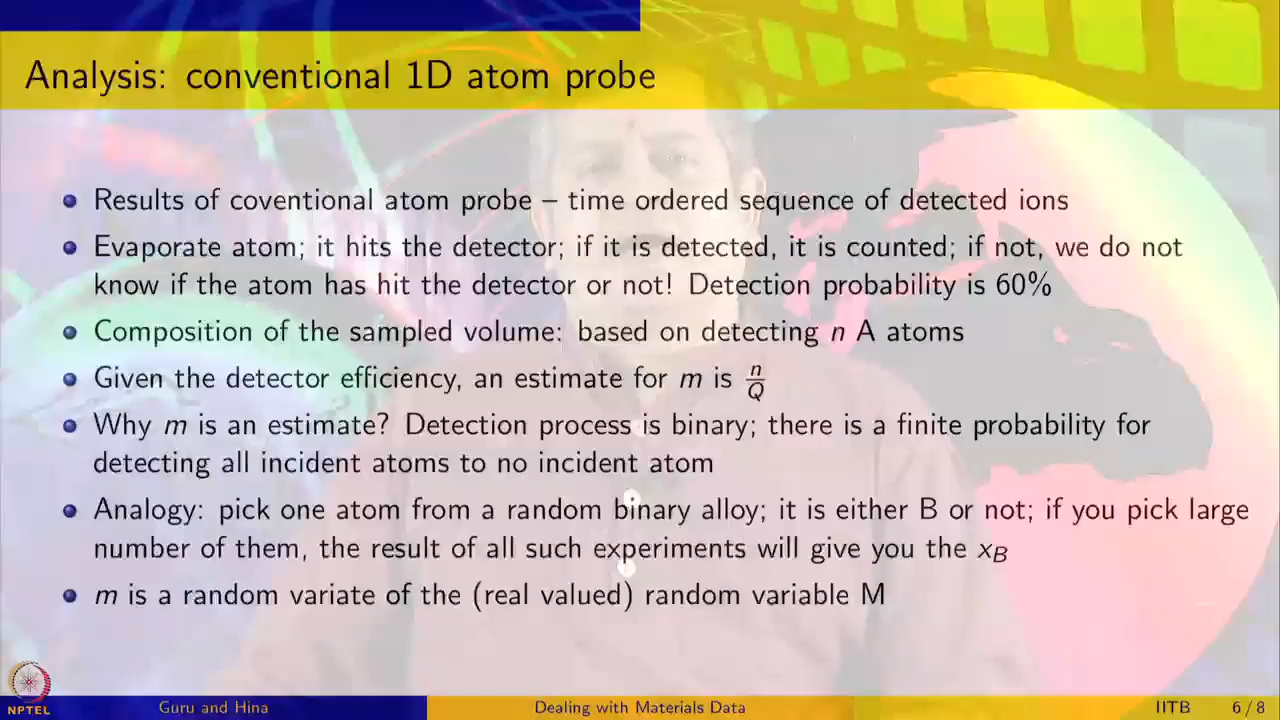 Analysis: conventional 1D atom probe
Results of coventional atom probe – time ordered sequence of detected ions
Evaporate atom; it hits the detector; if it is detected, it is counted; if not, we do not
know if the atom has hit the detector or not! Detection probability is 60%
Composition of the sampled volume: based on detecting n A atoms
Given the detector efficiency, an estimate for m is n/Q
Why m is an estimate? Detection process is binary; there is a finite probability for
detecting all incident atoms to no incident atom
Analogy: pick one atom from a random binary alloy; it is either B or not; if you pick large
number of them, the result of all such experiments will give you the x_B
m is a random variate of the (real valued) random variable M
NPTEL
Guru and Hina
Dealing with Materials Data
IITB
6 / 8